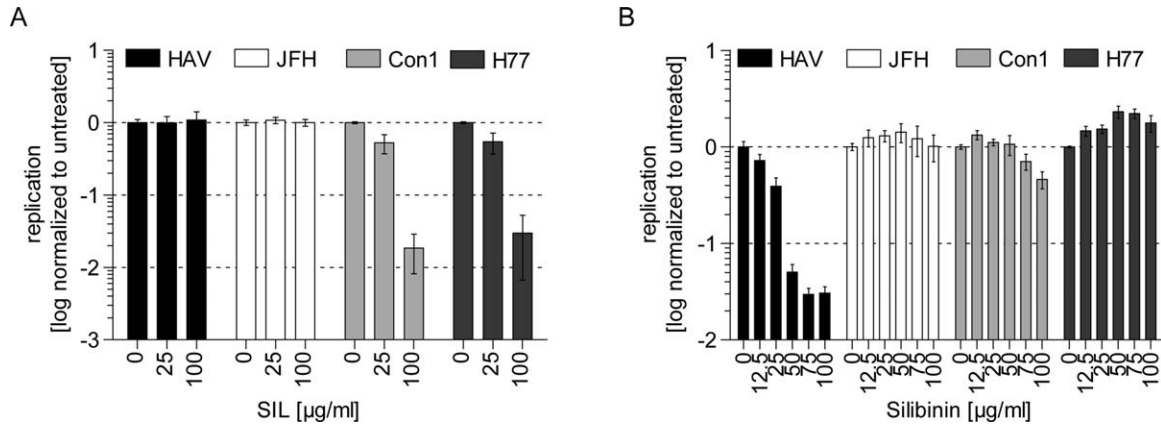 A
HAV JFH Con1 H77
replication
[log normalized to untreated]
1
0
-1
-2
-3
0 25 100 0 25 100 0 25 100 0 25 100
SIL [µg/ml]
B
HAV JFH Con1 H77
replication
[log normalized to untreated]
1
0
-1
-2
0 12.5 25 50 75 100 0 12.5 25 50 75 100 0 12.5 25 50 75 100 0 12.5 25 50 75 100
Silibinin [µg/ml]